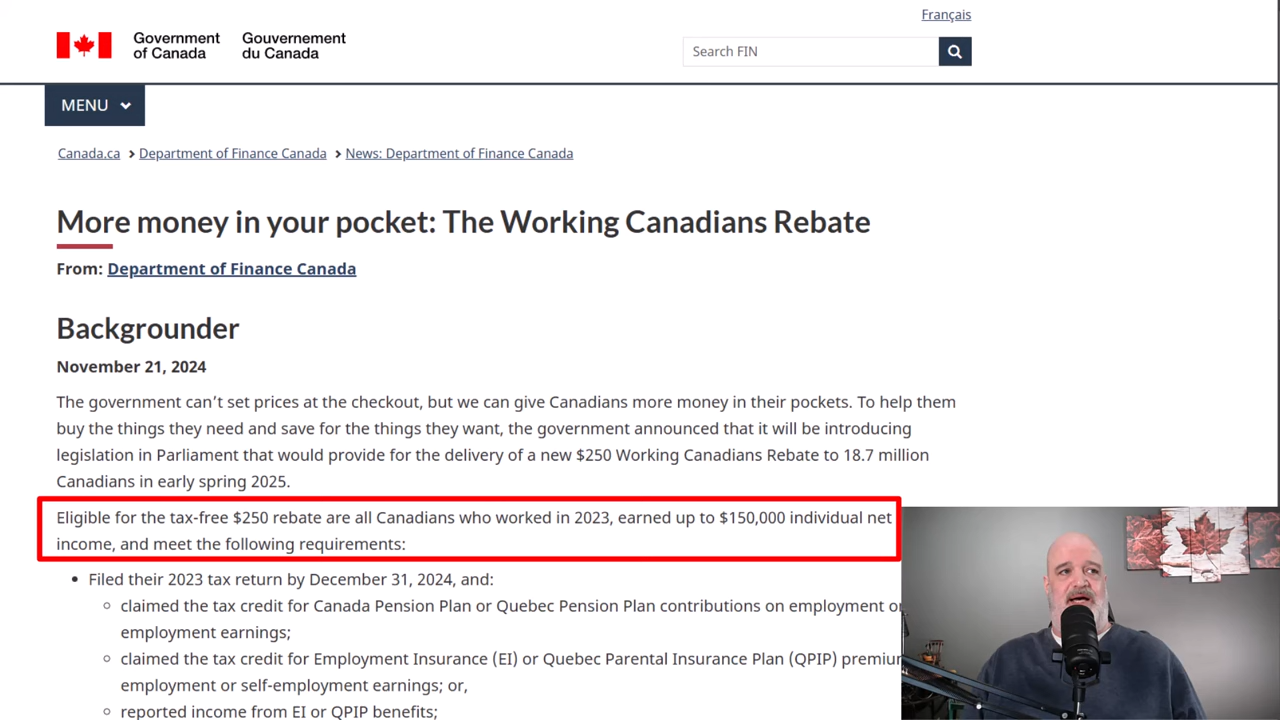 Français
Government of Canada
Gouvernement du Canada
Search FIN
MENU
Canada.ca > Department of Finance Canada > News: Department of Finance Canada
More money in your pocket: The Working Canadians Rebate
From: Department of Finance Canada
Backgrounder
November 21, 2024
The government can’t set prices at the checkout, but we can give Canadians more money in their pockets. To help them
buy the things they need and save for the things they want, the government announced that it will be introducing
legislation in Parliament that would provide for the delivery of a new $250 Working Canadians Rebate to 18.7 million
Canadians in early spring 2025.
Eligible for the tax-free $250 rebate are all Canadians who worked in 2023, earned up to $150,000 individual net
income, and meet the following requirements:
• Filed their 2023 tax return by December 31, 2024, and:
claimed the tax credit for Canada Pension Plan or Quebec Pension Plan contributions on employment
employment earnings;
claimed the tax credit for Employment Insurance (EI) or Quebec Parental Insurance Plan (QPIP)
employment or self-employment earnings; or,
reported income from EI or QPIP benefits;